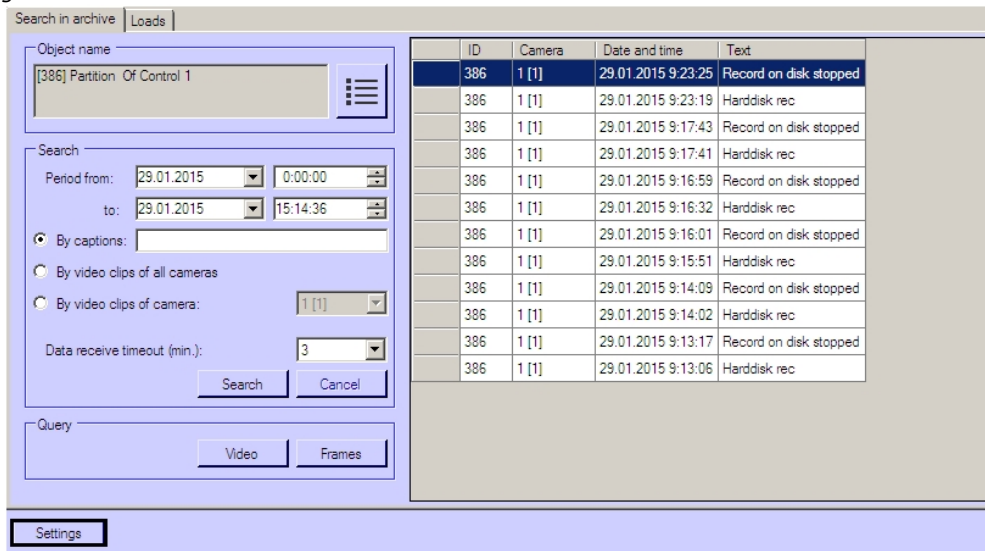 Search in archive Loads
Object name
[386] Partition Of Control 1
Search
Period from: 29.01.2015 0:00:00
to: 29.01.2015 15:14:36
By captions:
By video clips of all cameras
By video clips of camera: 1 [1]
Data receive timeout (min.): 3
Search Cancel
Query
Video Frames
ID Camera Date and time Text
386 1 [1] 29.01.2015 9:23:25 Record on disk stopped
386 1 [1] 29.01.2015 9:23:19 Harddisk rec
386 1 [1] 29.01.2015 9:17:43 Record on disk stopped
386 1 [1] 29.01.2015 9:17:41 Harddisk rec
386 1 [1] 29.01.2015 9:16:59 Record on disk stopped
386 1 [1] 29.01.2015 9:16:32 Harddisk rec
386 1 [1] 29.01.2015 9:16:01 Record on disk stopped
386 1 [1] 29.01.2015 9:15:51 Harddisk rec
386 1 [1] 29.01.2015 9:14:09 Record on disk stopped
386 1 [1] 29.01.2015 9:14:02 Harddisk rec
386 1 [1] 29.01.2015 9:13:17 Record on disk stopped
386 1 [1] 29.01.2015 9:13:06 Harddisk rec
Settings